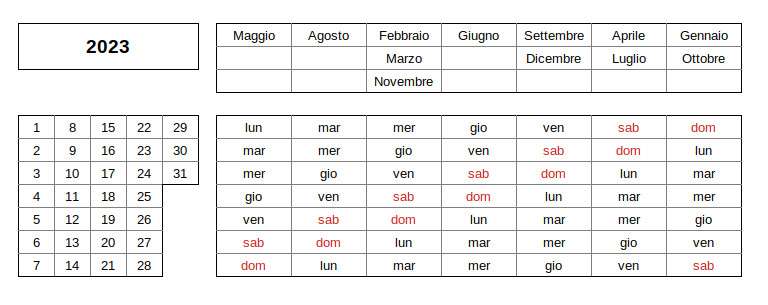 2023 Maggio Agosto Febbraio Giugno Settembre Aprile Gennaio
Marzo Dicembre Luglio Ottobre
Novembre
1 8 15 22 29 lun mar mer gio ven sab dom
2 9 16 23 30 mar mer gio ven sab dom lun
3 10 17 24 31 mer gio ven sab dom lun mar
4 11 18 25 gio ven sab dom lun mar mer
5 12 19 26 ven sab dom lun mar mer gio
6 13 20 27 sab dom lun mar mer gio ven
7 14 21 28 dom lun mar mer gio ven sab